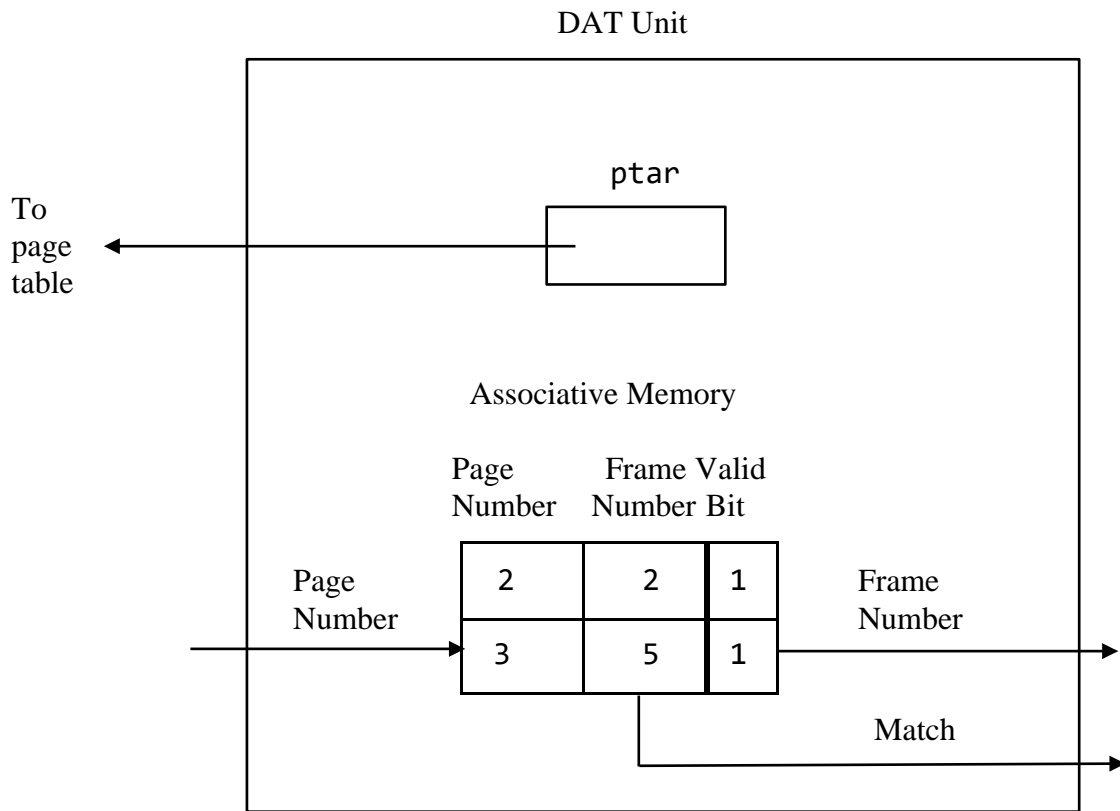 DAT Unit
ptar
To
page
table
Associative Memory
Page Frame Valid
Number Number Bit
Page
Number
2 2 1
3 5 1
Frame
Number
Match